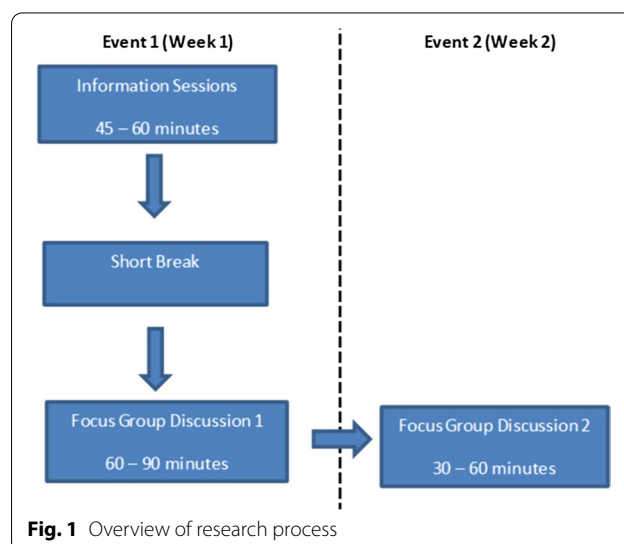 Event 1 (Week 1)
Event 2 (Week 2)
Information Sessions
45 – 60 minutes
Short Break
Focus Group Discussion 1
60 – 90 minutes
Focus Group Discussion 2
30 – 60 minutes
Fig. 1 Overview of research process